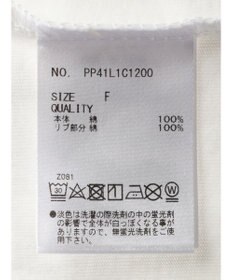 NO. PP41L1C1200
SIZE F
QUALITY
本体 綿 100%
リブ部分 綿 100%
Z081
●淡色は洗濯の際洗剤の中の蛍光剤
の影響で全体が白っぽくなる事が
ありますので、無蛍光洗剤をご使
用下さい。